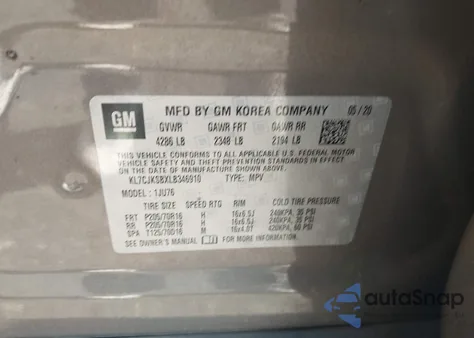 GM
MFD BY GM KOREA COMPANY 05/20
GVWR GAWR FRT GAWR RR
4286 LB 2348 LB 2194 LB
THIS VEHICLE CONFORMS TO ALL APPLICABLE U.S.
FEDERAL MOTOR VEHICLE SAFETY AND THEFT
PREVENTION STANDARDS IN EFFECT ON THE DATE
OF MANUFACTURE SHOWN ABOVE.
KL7CJKSBXLB346910 TYPE: MPV
MODEL: 1JU76
TIRE SIZE SPEED RTG RIM COLD TIRE PRESSURE
FRT P205/70R16 H 16x6.5J 240KPA, 35 PSI
RR P205/70R16 H 16x6.5J 240KPA, 35 PSI
SPA T125/70D16 M 16x4.0T 420KPA, 60 PSI
SEE OWNER'S MANUAL FOR MORE INFORMATION.
autoSnap